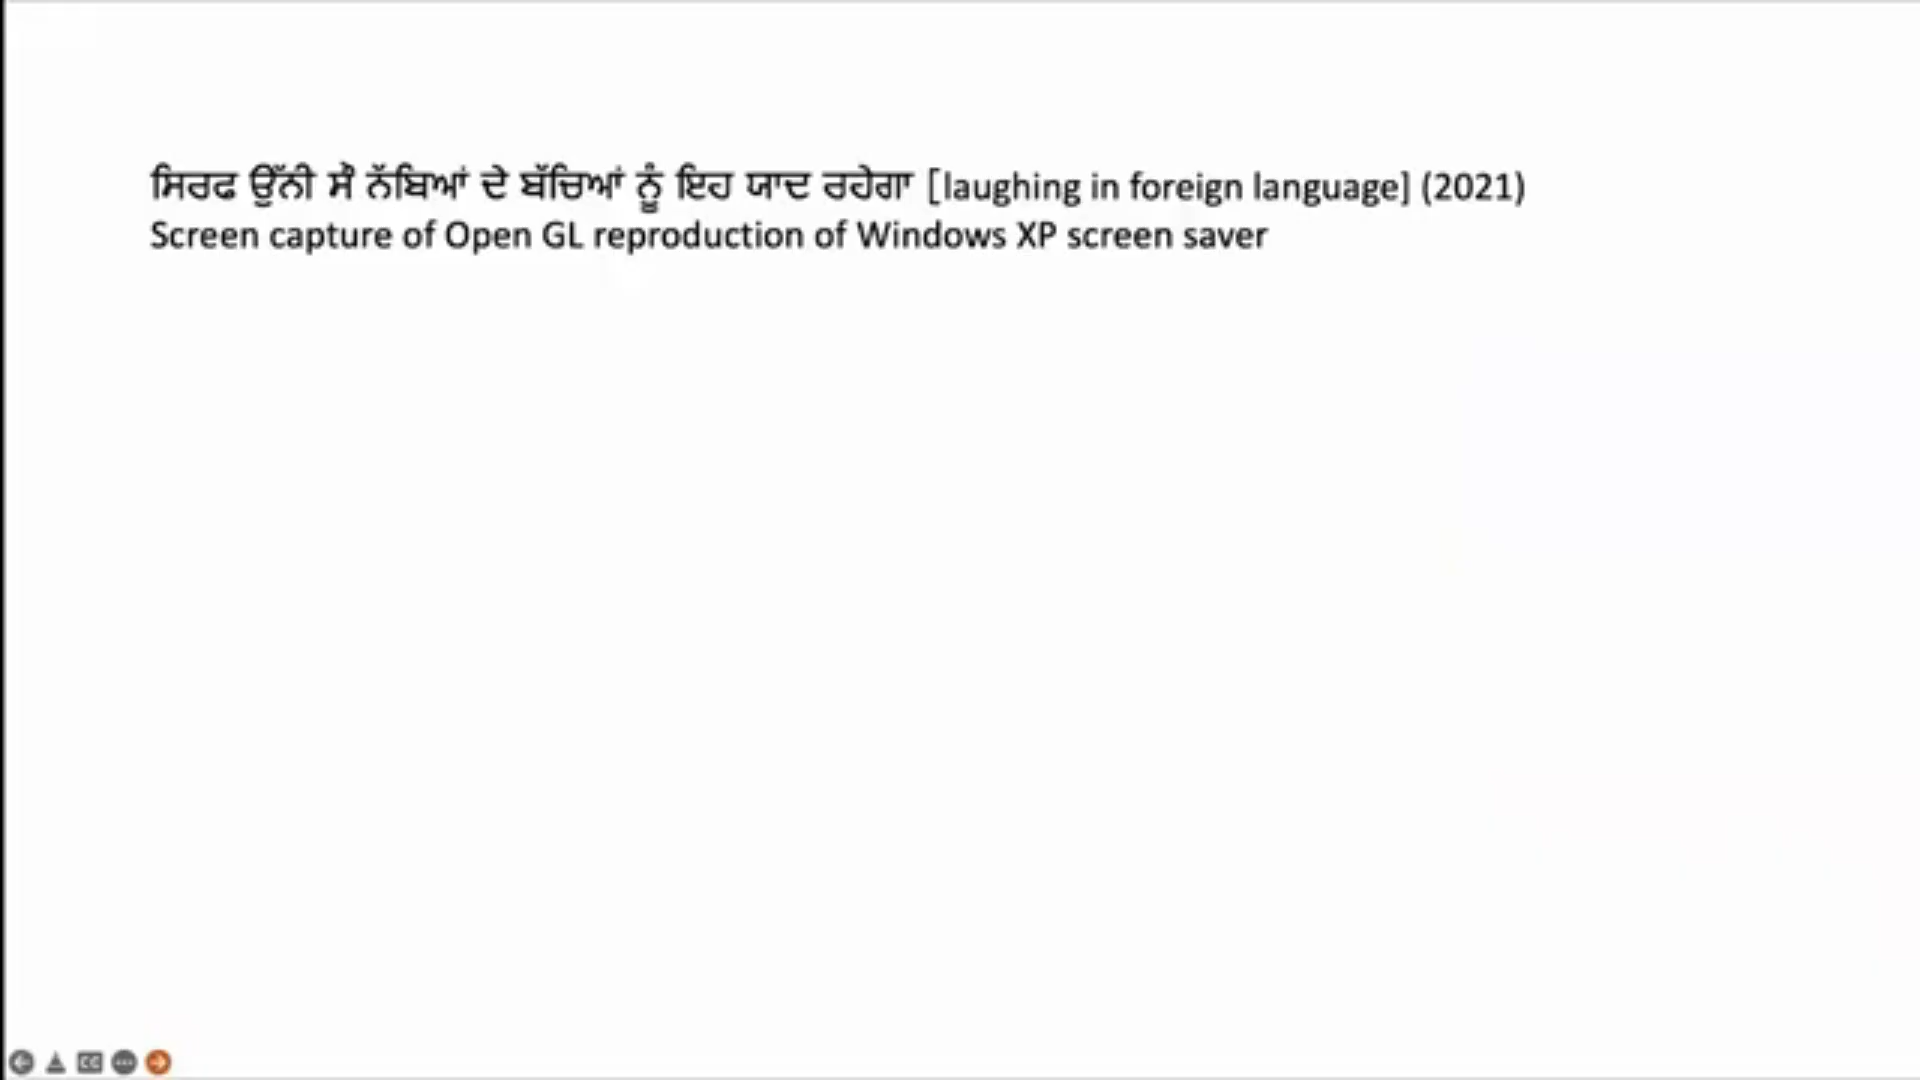 ਸਿਰਫ ਉੱਨੀ ਸੌ ਨੱਬਿਆਂ ਦੇ ਬੱਚਿਆਂ ਨੂੰ ਇਹ ਯਾਦ ਰਹੇਗਾ [laughing in foreign language] (2021)
Screen capture of Open GL reproduction of Windows XP screen saver